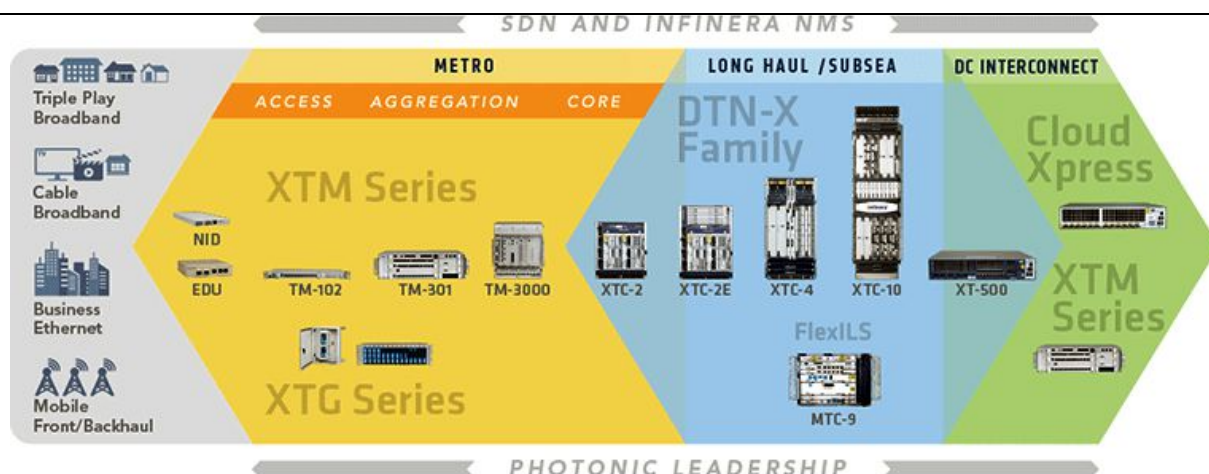 SDN AND INFINERA NMS
METRO
LONG HAUL / SUBSEA
DC INTERCONNECT
ACCESS
AGGREGATION
CORE
Triple Play
Broadband
TV
Cable
Broadband
Business
Ethernet
Mobile
Front/Backhaul
XTM Series
NID
EDU
TM-102
TM-301
TM-3000
XTG Series
DTN-X
Family
XTC-2
XTC-2E
XTC-4
XTC-10
XT-500
FlexILS
MTC-9
Cloud
Xpress
XTM
Series
PHOTONIC LEADERSHIP